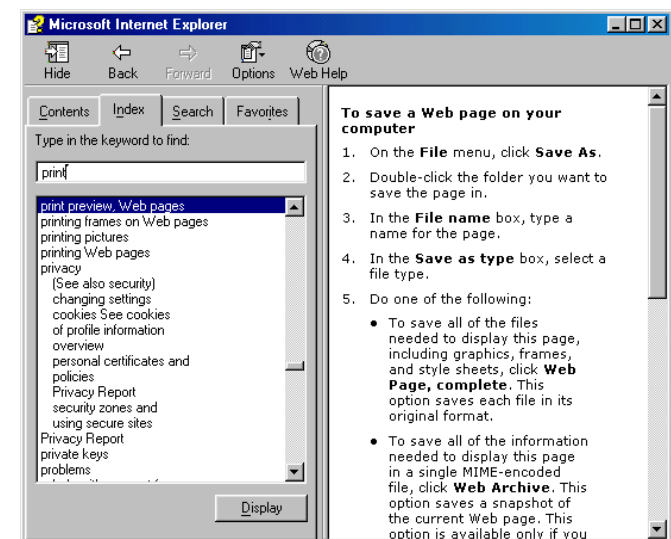 Microsoft Internet Explorer
Hide Back Forward Options Web Help
Contents Index Search Favorites
Type in the keyword to find:
print
print preview, Web pages
printing frames on Web pages
printing pictures
printing Web pages
privacy
(See also security)
changing settings
cookies See cookies
of profile information
overview
personal certificates and
policies
Privacy Report
security zones and
using secure sites
Privacy Report
private keys
problems
Display
To save a Web page on your
computer
1. On the File menu, click Save As.
2. Double-click the folder you want to
save the page in.
3. In the File name box, type a
name for the page.
4. In the Save as type box, select a
file type.
5. Do one of the following:
• To save all of the files
needed to display this page,
including graphics, frames,
and style sheets, click Web
Page, complete. This
option saves each file in its
original format.
• To save all of the information
needed to display this page
in a single MIME-encoded
file, click Web Archive. This
option saves a snapshot of
the current Web page. This
option is available only if you